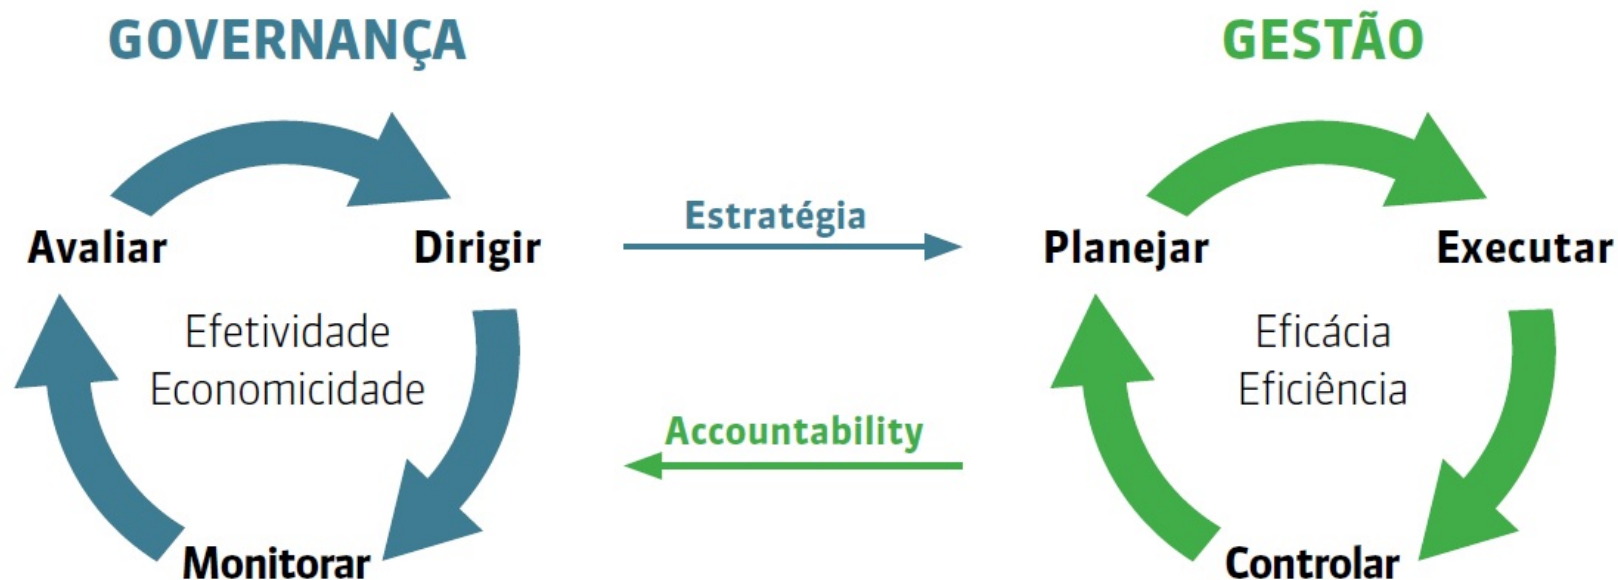 GOVERNANÇA
Avaliar
Dirigir
Efetividade
Economicidade
Monitorar
Estratégia
Accountability
GESTÃO
Planejar
Executar
Eficácia
Eficiência
Controlar